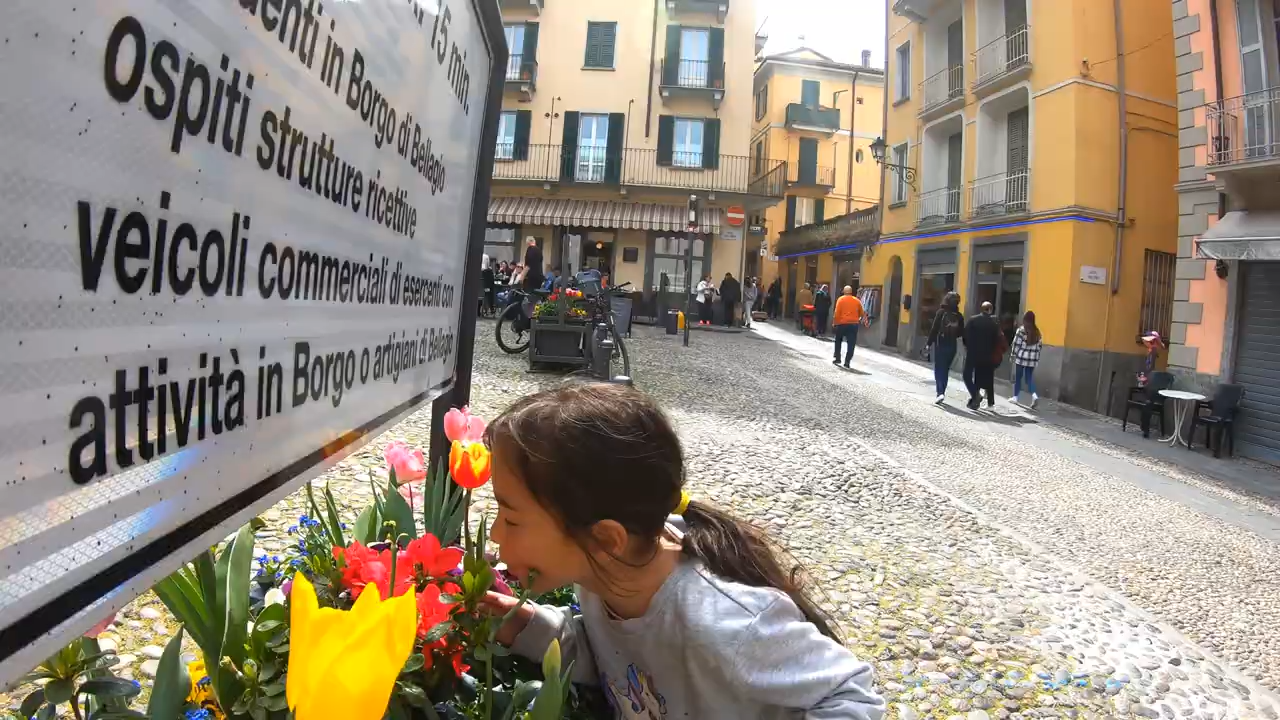 15 min.
in Borgo di Bellagio
ospiti strutture ricettive
veicoli commerciali di esercenti con
attività in Borgo o artigiani di Bellagio